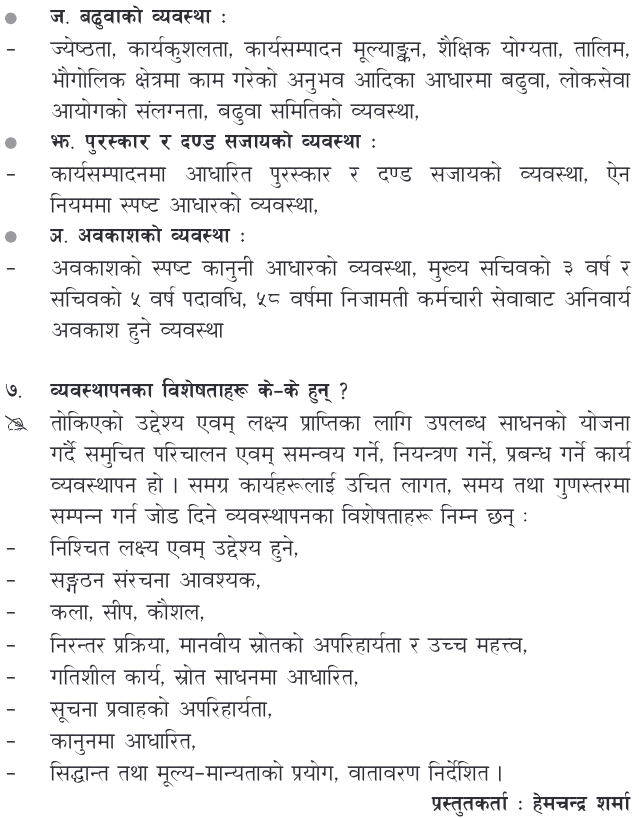 ● ज. बढुवाको व्यवस्था :
- ज्येष्ठता, कार्यकुशलता, कार्यसम्पादन मूल्याङ्कन, शैक्षिक योग्यता, तालिम,
भौगोलिक क्षेत्रमा काम गरेको अनुभव आदिका आधारमा बढुवा, लोकसेवा
आयोगको संलग्नता, बढुवा समितिको व्यवस्था,
● झ. पुरस्कार र दण्ड सजायको व्यवस्था :
- कार्यसम्पादनमा आधारित पुरस्कार र दण्ड सजायको व्यवस्था, ऐन
नियममा स्पष्ट आधारको व्यवस्था,
● ञ. अवकाशको व्यवस्था :
- अवकाशको स्पष्ट कानुनी आधारको व्यवस्था, मुख्य सचिवको ३ वर्ष र
सचिवको ५ वर्ष पदावधि, ५८ वर्षमा निजामती कर्मचारी सेवाबाट अनिवार्य
अवकाश हुने व्यवस्था
७. व्यवस्थापनका विशेषताहरू के-के हुन् ?
तोकिएको उद्देश्य एवम् लक्ष्य प्राप्तिका लागि उपलब्ध साधनको योजना
गर्दै समुचित परिचालन एवम् समन्वय गर्ने, नियन्त्रण गर्ने, प्रबन्ध गर्ने कार्य
व्यवस्थापन हो । समग्र कार्यहरूलाई उचित लागत, समय तथा गुणस्तरमा
सम्पन्न गर्न जोड दिने व्यवस्थापनका विशेषताहरू निम्न छन् :
- निश्चित लक्ष्य एवम् उद्देश्य हुने,
- सङ्गठन संरचना आवश्यक,
- कला, सीप, कौशल,
- निरन्तर प्रक्रिया, मानवीय स्रोतको अपरिहार्यता र उच्च महत्त्व,
- गतिशील कार्य, स्रोत साधनमा आधारित,
- सूचना प्रवाहको अपरिहार्यता,
- कानुनमा आधारित,
- सिद्धान्त तथा मूल्य-मान्यताको प्रयोग, वातावरण निर्देशित ।
प्रस्तुतकर्ता : हेमचन्द्र शर्मा